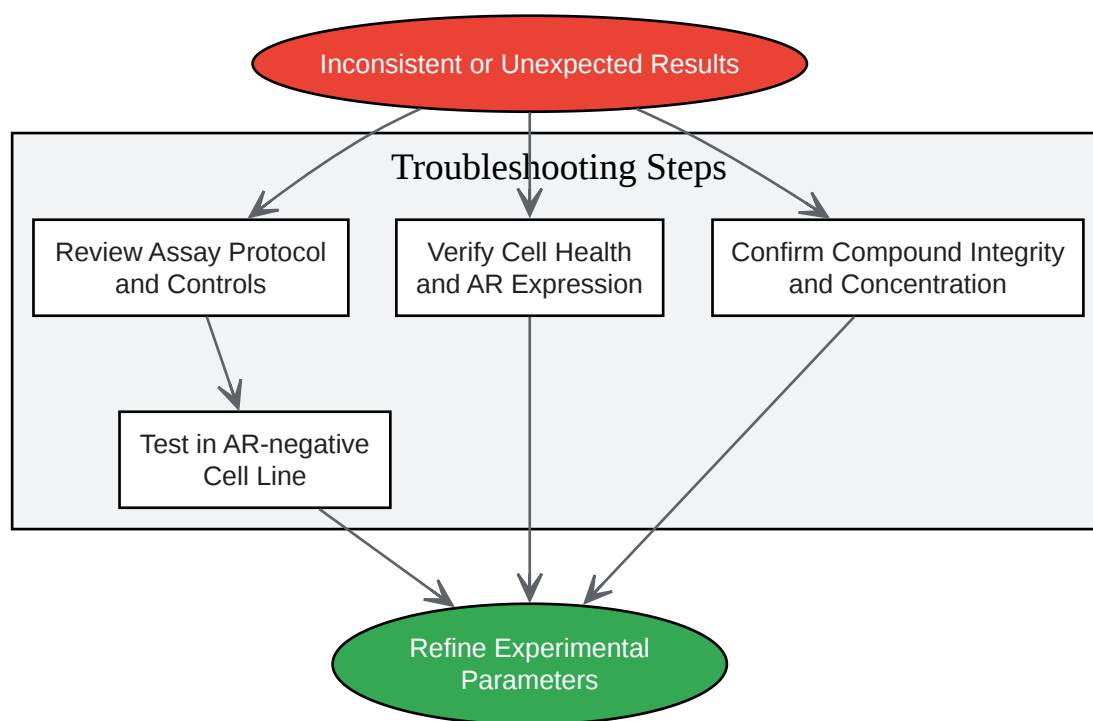 Inconsistent or Unexpected Results
Troubleshooting Steps
Review Assay Protocol
and Controls
Verify Cell Health
and AR Expression
Confirm Compound Integrity
and Concentration
Test in AR-negative
Cell Line
Refine Experimental
Parameters